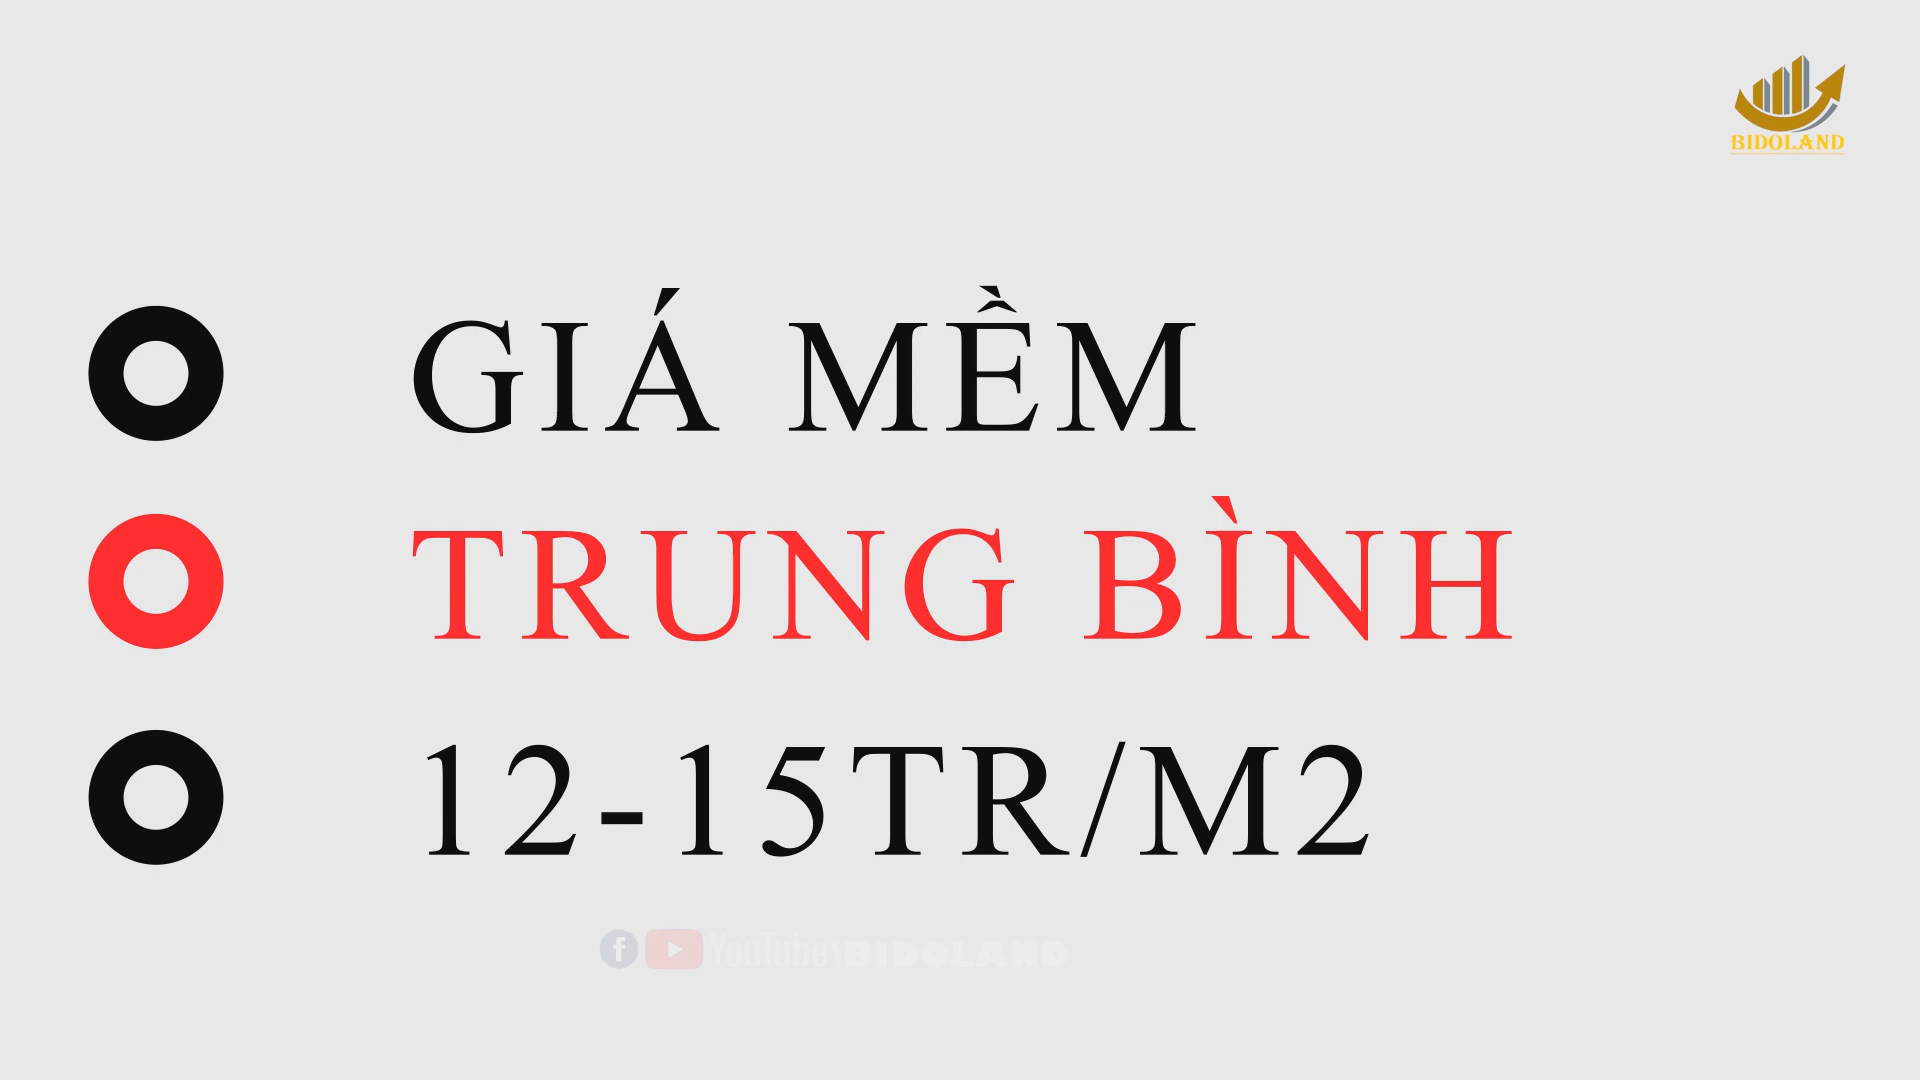 BIDOLAND
GIÁ MỀM
TRUNG BÌNH
12-15TR/M2
YouTube\BIDOLAND